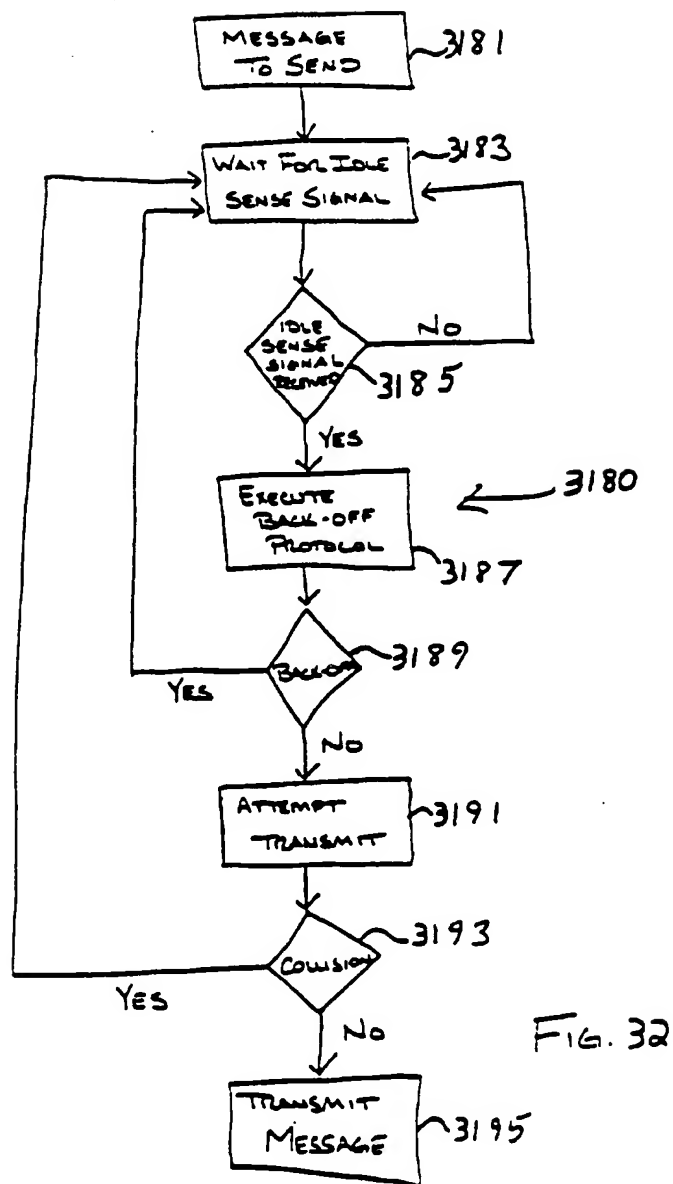 MESSAGE
TO SEND
3181
WAIT FOR IDLE
SENSE SIGNAL
3183
IDLE
SENSE
SIGNAL
RECEIVED
3185
NO
YES
EXECUTE
BACK-OFF
PROTOCOL
3187
3180
BACK-OFF
3189
YES
NO
ATTEMPT
TRANSMIT
3191
COLLISION
3193
YES
NO
FIG. 32
TRANSMIT
MESSAGE
3195